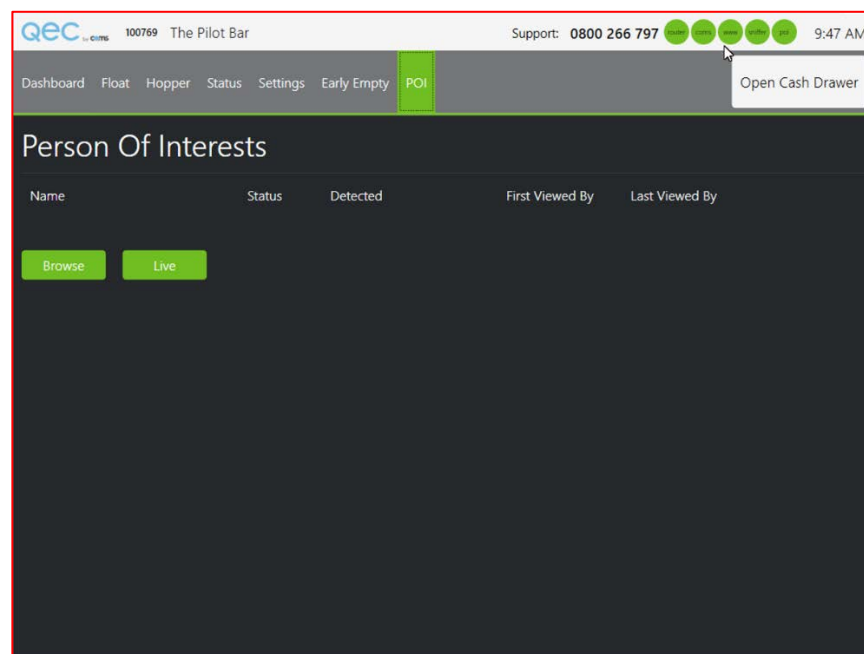 QEC by coms 100769 The Pilot Bar Support: 0800 266 797 router coms www sniffer poi 9:47 AM
Dashboard Float Hopper Status Settings Early Empty POI Open Cash Drawer
Person Of Interests
Name Status Detected First Viewed By Last Viewed By
Browse Live